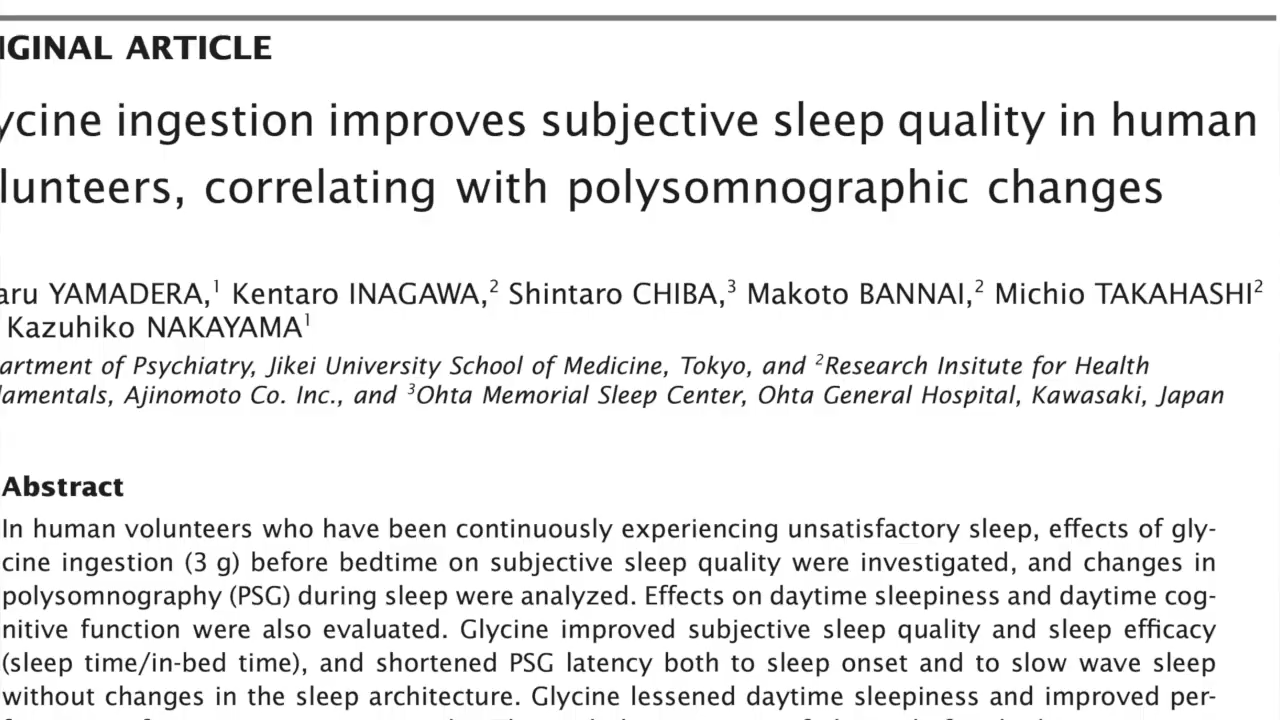 IGINAL ARTICLE
ycine ingestion improves subjective sleep quality in human
lunteers, correlating with polysomnographic changes
aru YAMADERA,¹ Kentaro INAGAWA,² Shintaro CHIBA,³ Makoto BANNAI,² Michio TAKAHASHI²
Kazuhiko NAKAYAMA¹
artment of Psychiatry, Jikei University School of Medicine, Tokyo, and ²Research Insitute for Health
lamentals, Ajinomoto Co. Inc., and ³Ohta Memorial Sleep Center, Ohta General Hospital, Kawasaki, Japan
Abstract
In human volunteers who have been continuously experiencing unsatisfactory sleep, effects of gly-
cine ingestion (3 g) before bedtime on subjective sleep quality were investigated, and changes in
polysomnography (PSG) during sleep were analyzed. Effects on daytime sleepiness and daytime cog-
nitive function were also evaluated. Glycine improved subjective sleep quality and sleep efficacy
(sleep time/in-bed time), and shortened PSG latency both to sleep onset and to slow wave sleep
without changes in the sleep architecture. Glycine lessened daytime sleepiness and improved per-